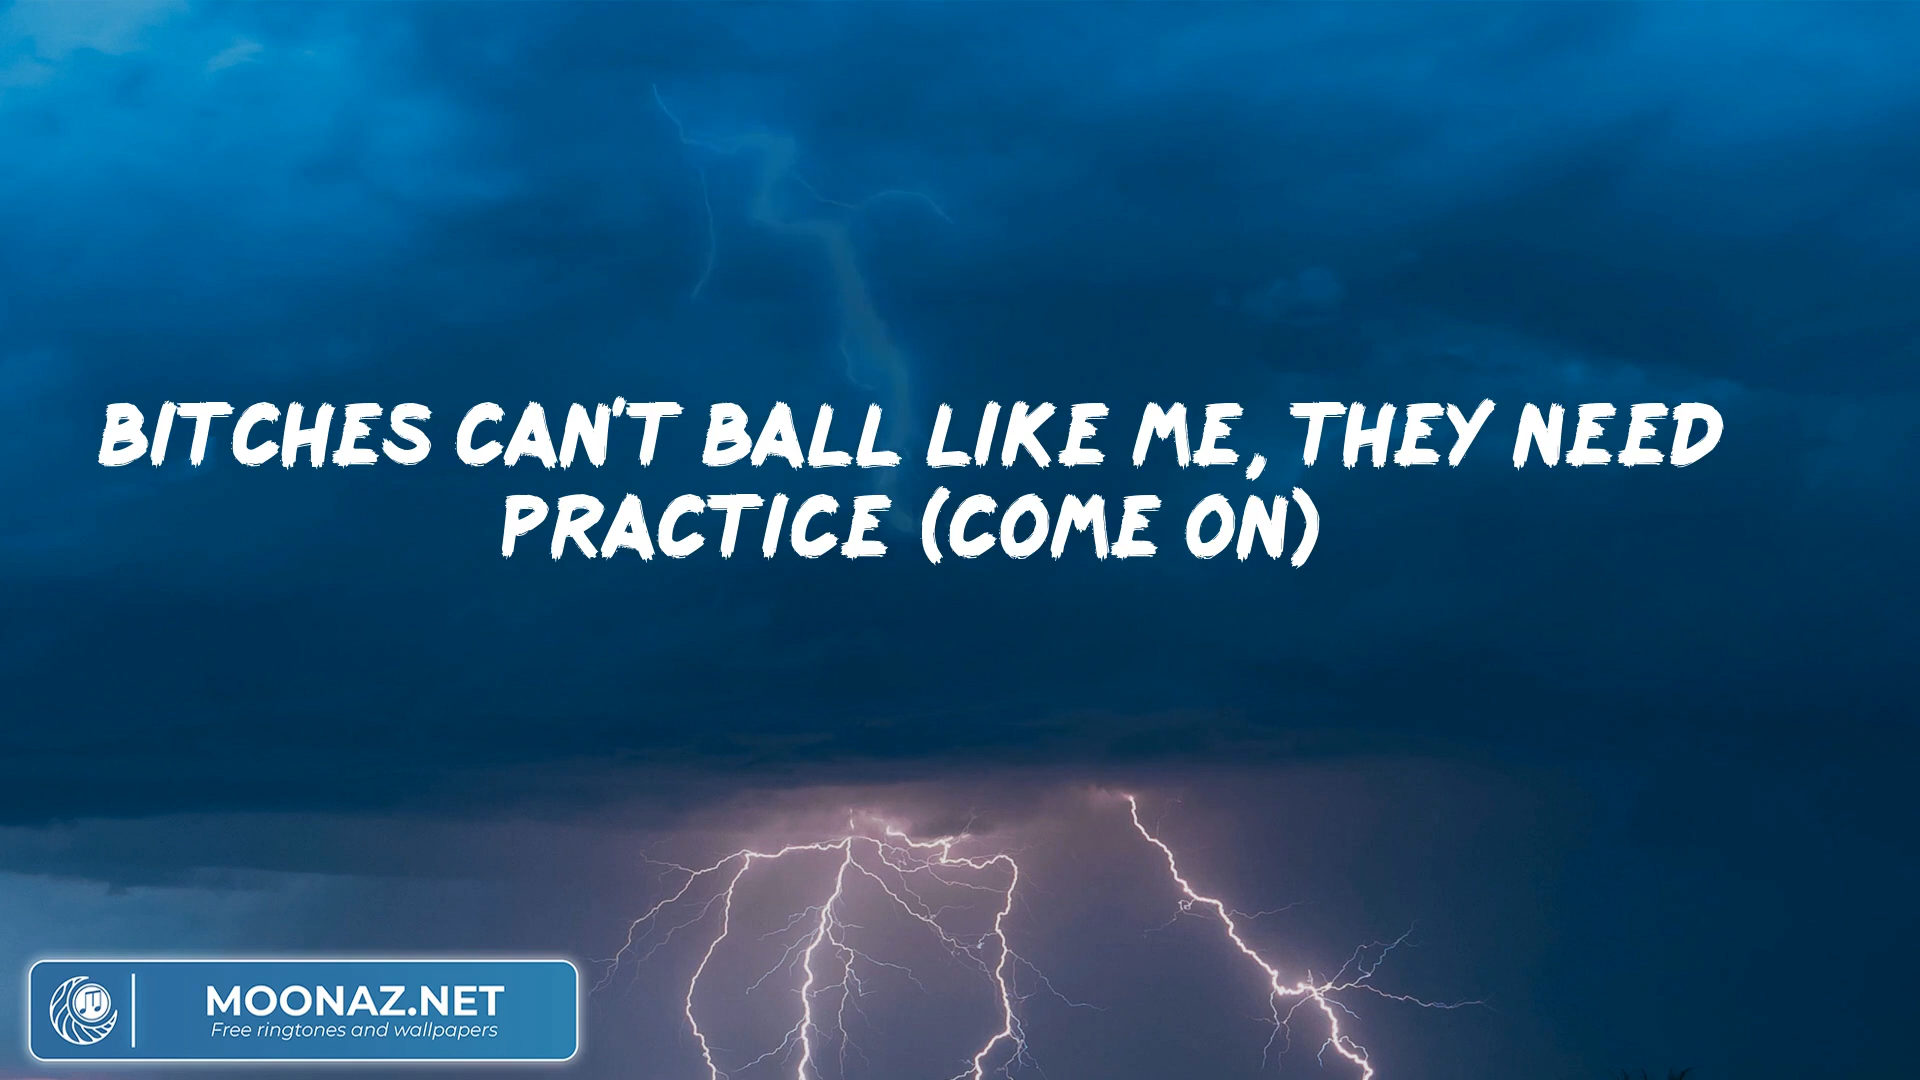 BITCHES CAN'T BALL LIKE ME, THEY NEED
PRACTICE (COME ON)
MOONAZ.NET
Free ringtones and wallpapers